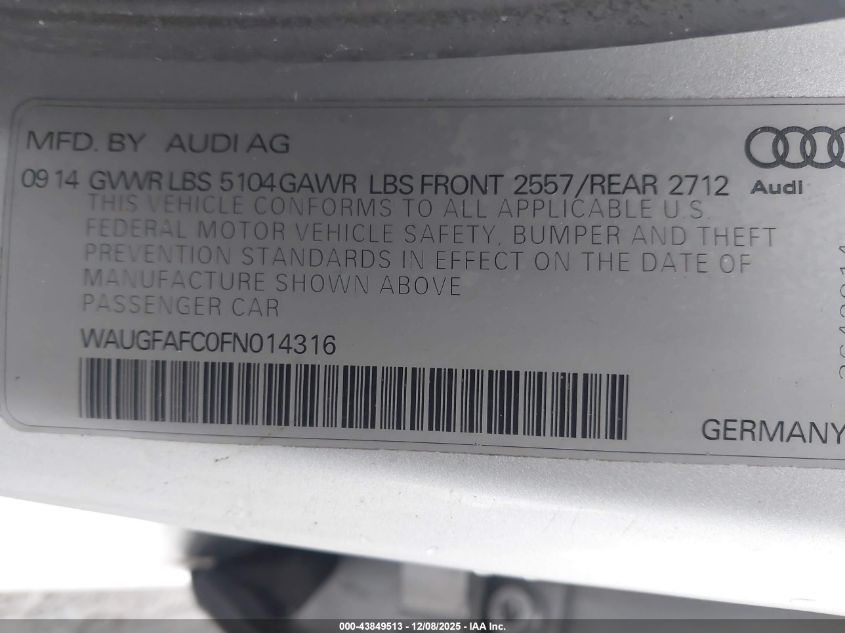 MFD. BY AUDI AG
09 14 GVWR LBS 5104 GAWR LBS FRONT 2557/REAR 2712
Audi
THIS VEHICLE CONFORMS TO ALL APPLICABLE U.S.
FEDERAL MOTOR VEHICLE SAFETY, BUMPER AND THEFT
PREVENTION STANDARDS IN EFFECT ON THE DATE OF
MANUFACTURE SHOWN ABOVE
PASSENGER CAR
WAUGFAFC0FN014316
GERMANY
000-43849513 - 12/08/2025 - IAA Inc.